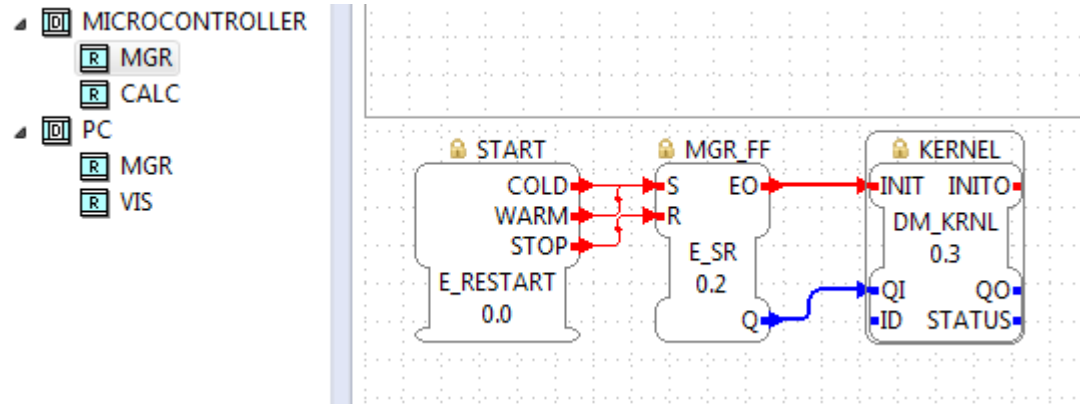 MICROCONTROLLER
MGR
CALC
PC
MGR
VIS
START
COLD
WARM
STOP
E_RESTART
0.0
MGR_FF
S EO
R
E_SR
0.2
Q
KERNEL
INIT INITO
DM_KRNL
0.3
QI QO
ID STATUS